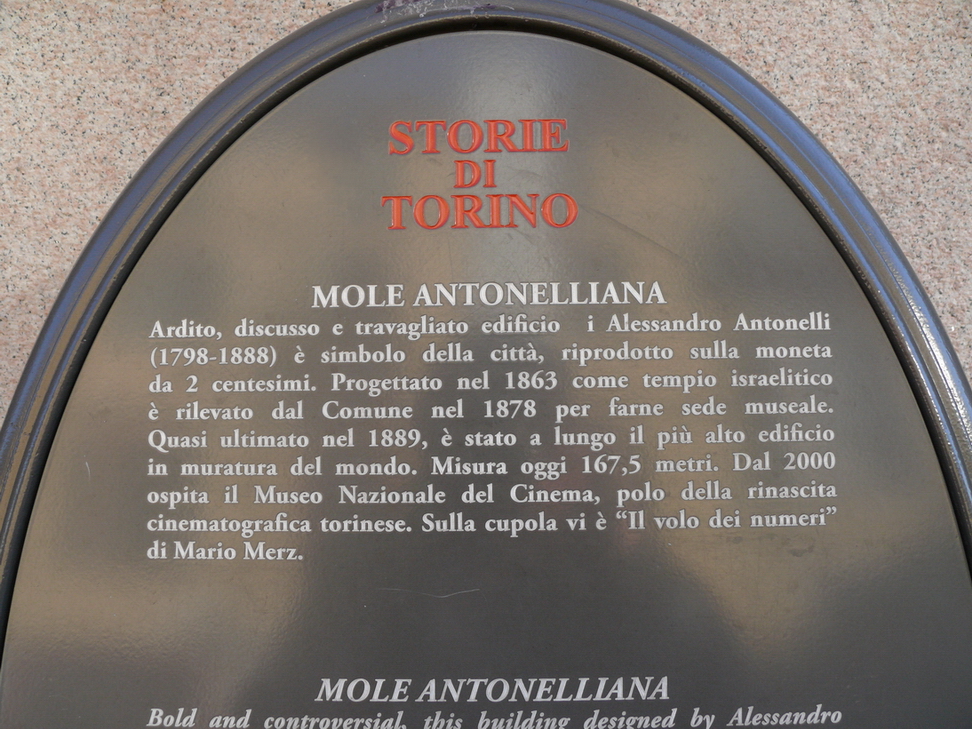 STORIE
DI
TORINO
MOLE ANTONELLIANA
Ardito, discusso e travagliato edificio i Alessandro Antonelli
(1798-1888) è simbolo della città, riprodotto sulla moneta
da 2 centesimi. Progettato nel 1863 come tempio israelitico
è rilevato dal Comune nel 1878 per farne sede museale.
Quasi ultimato nel 1889, è stato a lungo il più alto edificio
in muratura del mondo. Misura oggi 167,5 metri. Dal 2000
ospita il Museo Nazionale del Cinema, polo della rinascita
cinematografica torinese. Sulla cupola vi è “Il volo dei numeri”
di Mario Merz.
MOLE ANTONELLIANA
Bold and controversial, this building designed by Alessandro